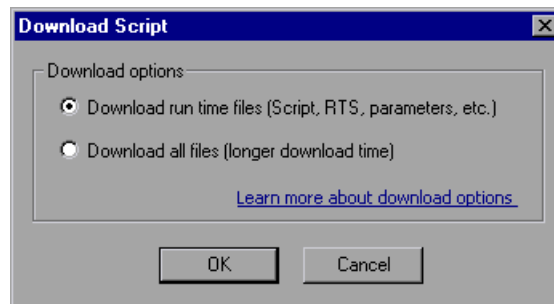 Download Script
Download options
Download run time files (Script, RTS, parameters, etc.)
Download all files (longer download time)
Learn more about download options
OK
Cancel